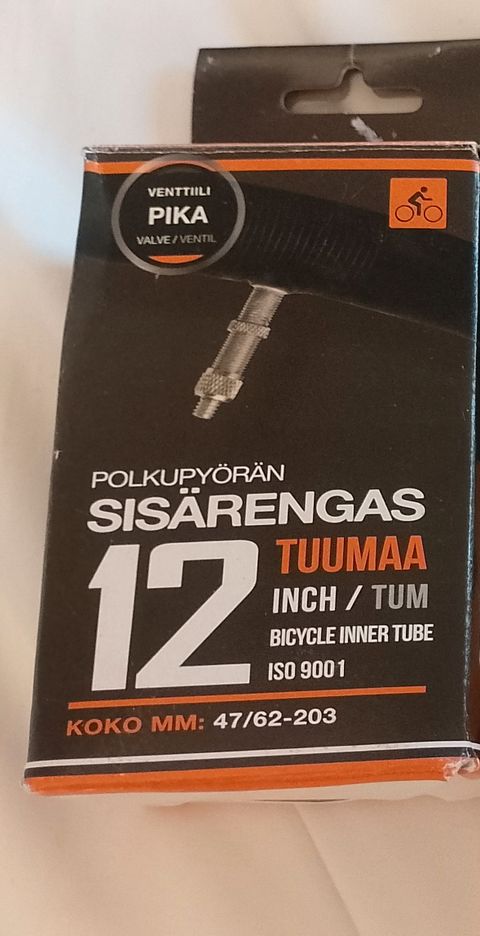 VENTTIILI
PIKA
VALVE / VENTIL
POLKUPYÖRÄN
SISÄRENGAS
12 TUUMAA
INCH / TUM
BICYCLE INNER TUBE
ISO 9001
KOKO MM: 47/62-203